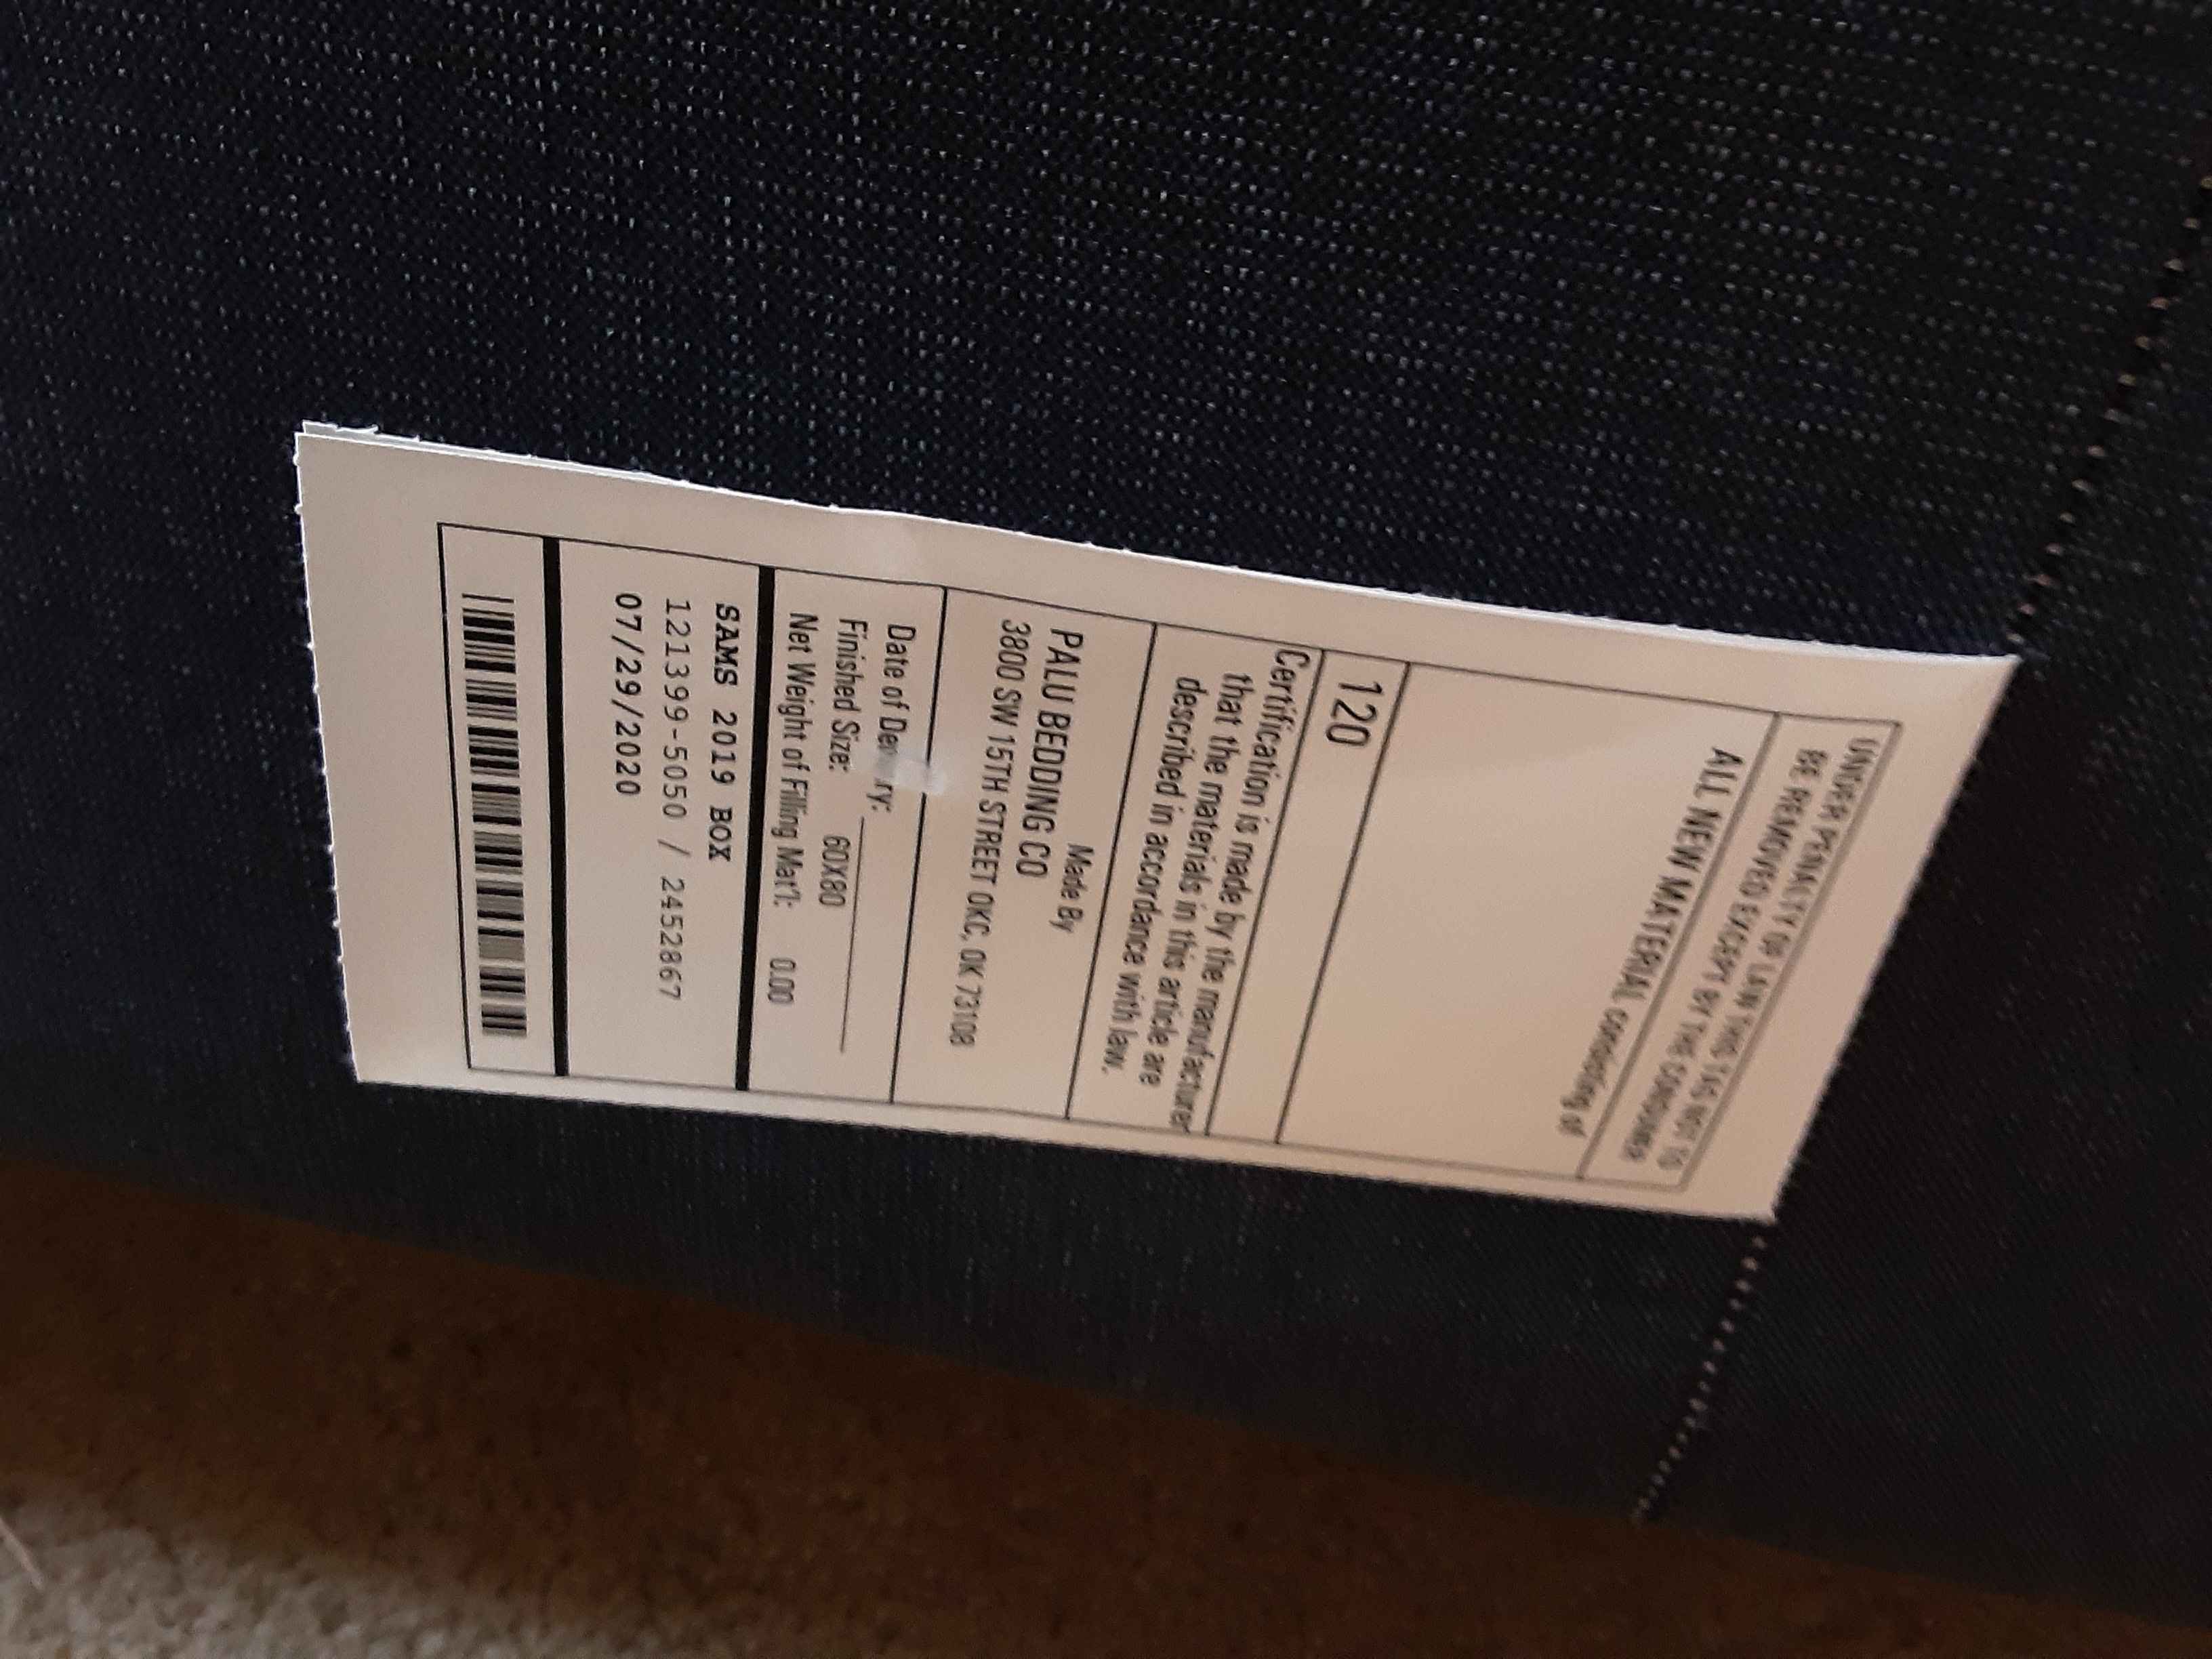 UNDER PENALTY OF LAW THIS TAG NOT TO
BE REMOVED EXCEPT BY THE CONSUMER
ALL NEW MATERIAL consisting of
120
Certification is made by the manufacturer
that the materials in this article are
described in accordance with law.
Made By
PALU BEDDING CO
3800 SW 15TH STREET OKC, OK 73108
Date of
Finished Size: 60X80
Net Weight of Filling Mat'l: 0.00
SAMS 2019 BOX
121399-5050 / 2452867
07/29/2020